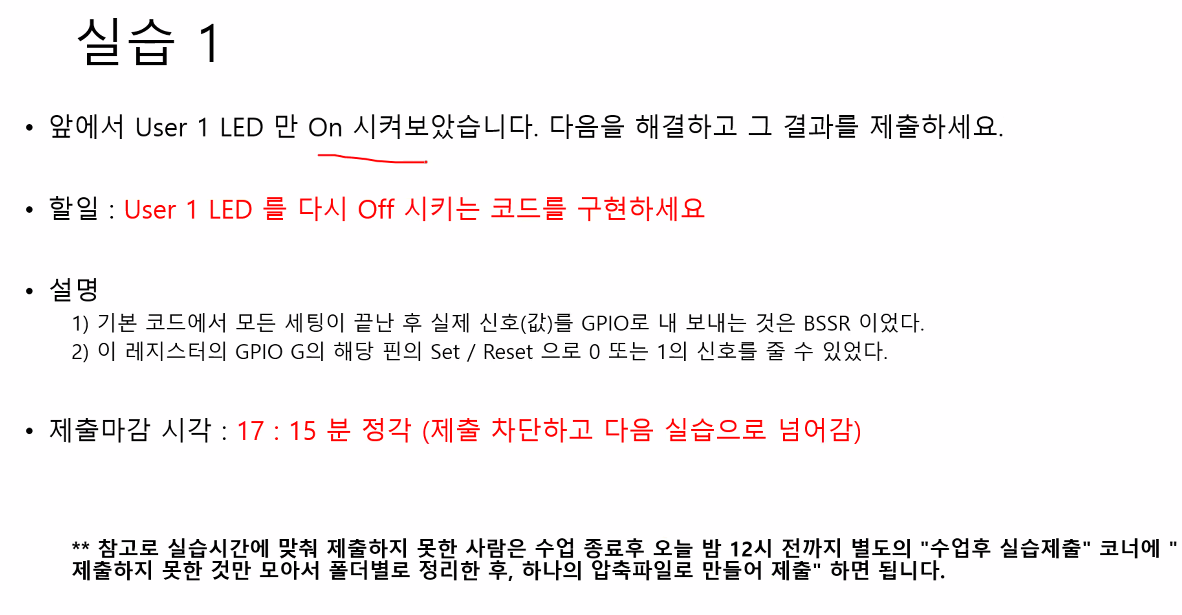 실습 1
• 앞에서 User 1 LED 만 On 시켜보았습니다. 다음을 해결하고 그 결과를 제출하세요.
• 할일 : User 1 LED 를 다시 Off 시키는 코드를 구현하세요
• 설명
1) 기본 코드에서 모든 세팅이 끝난 후 실제 신호(값)를 GPIO로 내 보내는 것은 BSSR 이었다.
2) 이 레지스터의 GPIO G의 해당 핀의 Set / Reset 으로 0 또는 1의 신호를 줄 수 있었다.
• 제출마감 시각 : 17 : 15 분 정각 (제출 차단하고 다음 실습으로 넘어감)
** 참고로 실습시간에 맞춰 제출하지 못한 사람은 수업 종료후 오늘 밤 12시 전까지 별도의 "수업후 실습제출" 코너에 "
제출하지 못한 것만 모아서 폴더별로 정리한 후, 하나의 압축파일로 만들어 제출" 하면 됩니다.